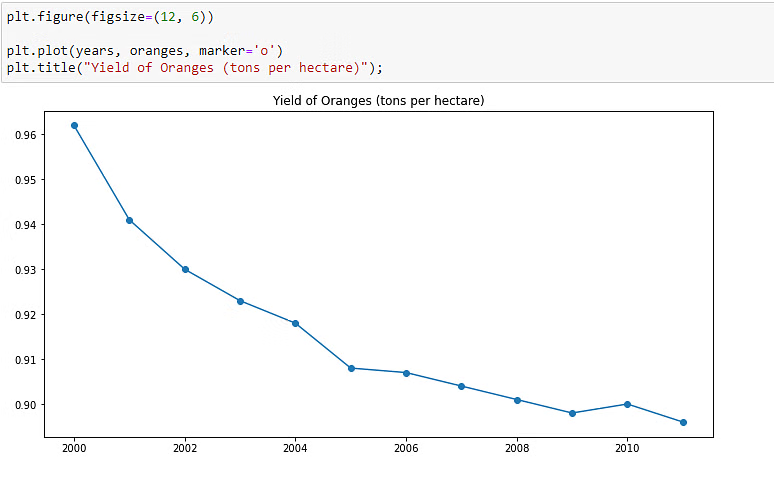 plt.figure(figsize=(12, 6))
plt.plot(years, oranges, marker='o')
plt.title("Yield of Oranges (tons per hectare)");
Yield of Oranges (tons per hectare)
0.96
0.95
0.94
0.93
0.92
0.91
0.90
2000 2002 2004 2006 2008 2010